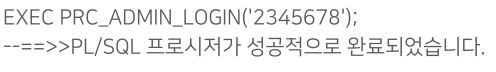 EXEC PRC_ADMIN_LOGIN('2345678');
--==>>PL/SQL 프로시저가 성공적으로 완료되었습니다.